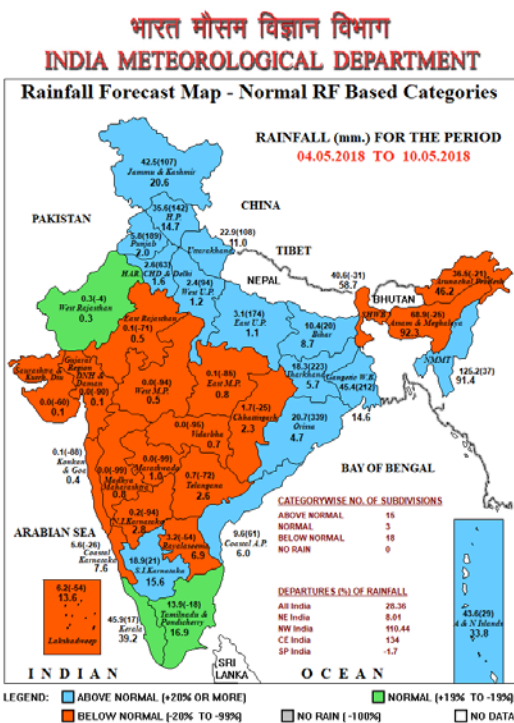 भारत मौसम विज्ञान विभाग
INDIA METEOROLOGICAL DEPARTMENT
Rainfall Forecast Map - Normal RF Based Categories
RAINFALL (mm.) FOR THE PERIOD
04.05.2018 TO 10.05.2018
42.5(107)
Jammu & Kashmir
20.6
35.6(142)
H.P.
14.7
CHINA
PAKISTAN
5.8(189)
Punjab
2.0
22.9(108)
Uttarakhand
11.0
TIBET
2.6(63)
HAR. CHD & Delhi
1.6
2.4(94)
West U.P.
1.2
NEPAL
0.3(-4)
West Rajasthan
0.3
East Rajasthan
0.1(-71)
0.5
3.1(174)
East U.P.
1.1
10.4(20)
Bihar
8.7
40.6(-31)
58.7
SHWB
BHUTAN
36.5(-21)
Arunachal Pradesh
46.2
68.9(-26)
Assam & Meghalaya
92.3
NMMT
125.2(37)
91.4
Gujarat
Region
DNH &
Daman
0.0(-90)
0.1
Saurashtra &
Kutch, Diu
0.0(-60)
0.1
0.0(-94)
West M.P.
0.5
0.1(-86)
East M.P.
0.8
18.3(223)
Jharkhand
5.7
Gangetic W.B.
45.4(212)
14.6
1.7(-25)
Chhattisgarh
2.3
20.7(339)
Orissa
4.7
0.0(-95)
Vidarbha
0.7
0.1(-88)
Konkan
& Goa
0.4
0.0(-99)
Madhya
Maharashtra
0.8
0.0(-99)
Marathwada
1.0
0.7(-72)
Telangana
2.6
BAY OF BENGAL
0.2(-94)
N.I. Karnataka
2.8
3.2(-54)
Rayalaseema
6.9
9.6(61)
Coastal A.P.
6.0
ARABIAN SEA
5.6(-26)
Coastal
Karnataka
7.6
18.9(21)
S.I. Karnataka
15.6
CATEGORYWISE NO. OF SUBDIVISIONS
ABOVE NORMAL 15
NORMAL 3
BELOW NORMAL 18
NO RAIN 0
DEPARTURES (%) OF RAINFALL
All India 28.36
NE India 8.01
NW India 110.44
CE India 134
SP India -1.7
6.2(-54)
13.6
Lakshadweep
45.9(17)
Kerala
39.2
13.9(-18)
Tamilnadu &
Pondicherry
16.9
43.6(29)
A & N Islands
33.8
SRI
LANKA
INDIAN OCEAN
LEGEND: ABOVE NORMAL (+20% OR MORE) NORMAL (+19% TO -19%)
BELOW NORMAL (-20% TO -99%) NO RAIN (-100%) NO DATA